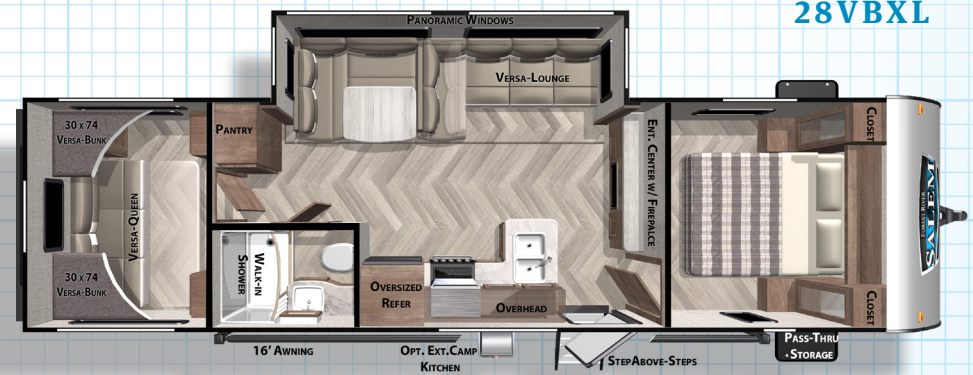 28VBXL
PANORAMIC WINDOWS
VERSA-LOUNGE
30 x 74
VERSA-BUNK
PANTRY
CLOSET
ENT. CENTER W/ FIREPALCE
VERSA-QUEEN
SALEM
30 x 74
VERSA-BUNK
WALK-IN
SHOWER
OVERSIZED
REFER
OVERHEAD
CLOSET
16' AWNING
OPT. EXT.CAMP
KITCHEN
STEPABOVE-STEPS
PASS-THRU
STORAGE